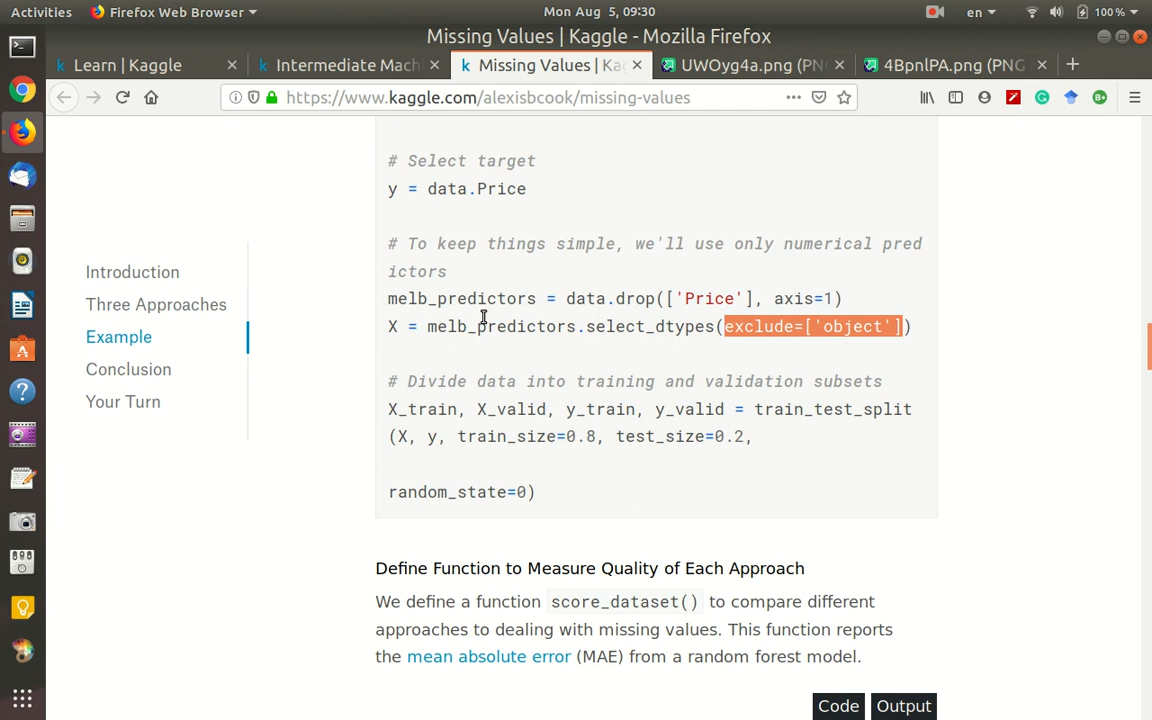 Activities
Firefox Web Browser
Mon Aug 5, 09:30
en
100%
Missing Values | Kaggle - Mozilla Firefox
Learn | Kaggle
Intermediate Mach
Missing Values | Ka
UWOyg4a.png (PN
4BpnlPA.png (PNG
https://www.kaggle.com/alexisbcook/missing-values
Introduction
Three Approaches
Example
Conclusion
Your Turn
# Select target
y = data.Price
# To keep things simple, we'll use only numerical pred
ictors
melb_predictors = data.drop(['Price'], axis=1)
X = melb_predictors.select_dtypes(exclude=['object'])
# Divide data into training and validation subsets
X_train, X_valid, y_train, y_valid = train_test_split
(X, y, train_size=0.8, test_size=0.2,
random_state=0)
Define Function to Measure Quality of Each Approach
We define a function score_dataset() to compare different
approaches to dealing with missing values. This function reports
the mean absolute error (MAE) from a random forest model.
Code
Output